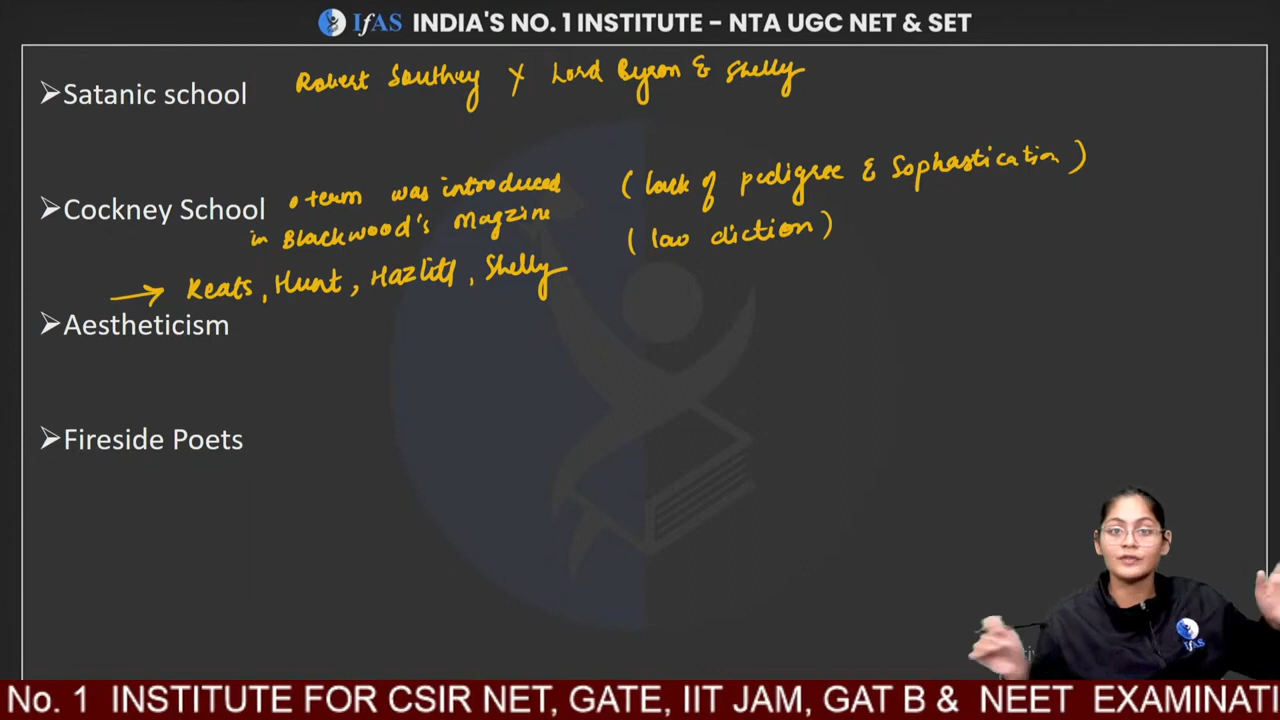 IFAS INDIA'S NO. 1 INSTITUTE – NTA UGC NET & SET
➢Satanic school Robert Southey X Lord Byron & Shelly
➢Cockney School • term was introduced (lack of pedigree & Sophastication)
in Blackwood's Magzine (low diction)
→ Keats, Hunt, Hazlitt, Shelly
➢Aestheticism
➢Fireside Poets
IFAS
No. 1 INSTITUTE FOR CSIR NET, GATE, IIT JAM, GAT B & NEET EXAMINATI